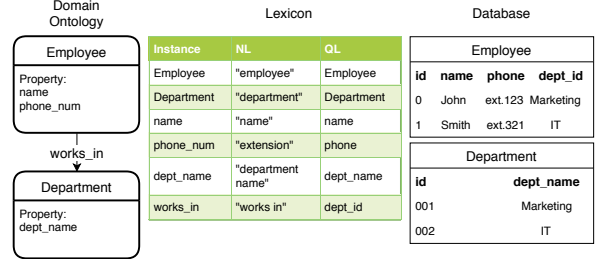 Domain
Ontology
Employee
Property:
name
phone_num
works_in
Department
Property:
dept_name
Lexicon
Instance NL QL
Employee "employee" Employee
Department "department" Department
name "name" name
phone_num "extension" phone
dept_name "department name" dept_name
works_in "works in" dept_id
Database
Employee
id name phone dept_id
0 John ext.123 Marketing
1 Smith ext.321 IT
Department
id dept_name
001 Marketing
002 IT